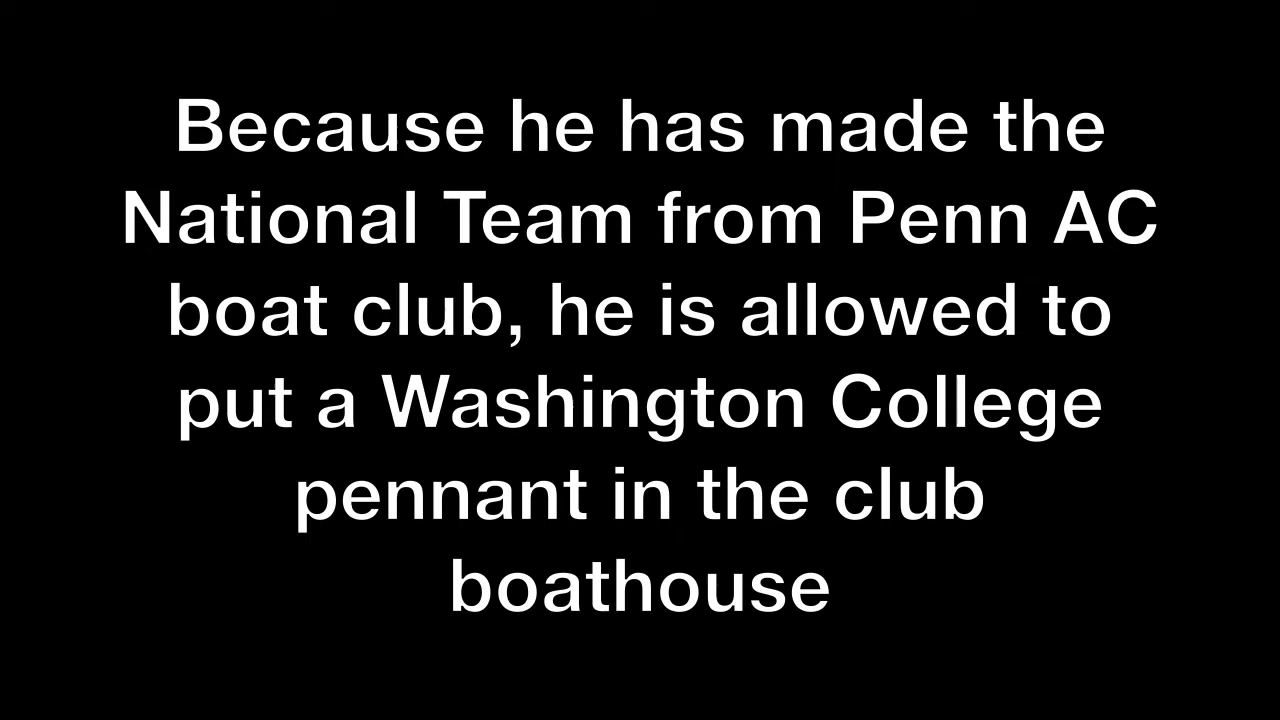 Because he has made the
National Team from Penn AC
boat club, he is allowed to
put a Washington College
pennant in the club
boathouse